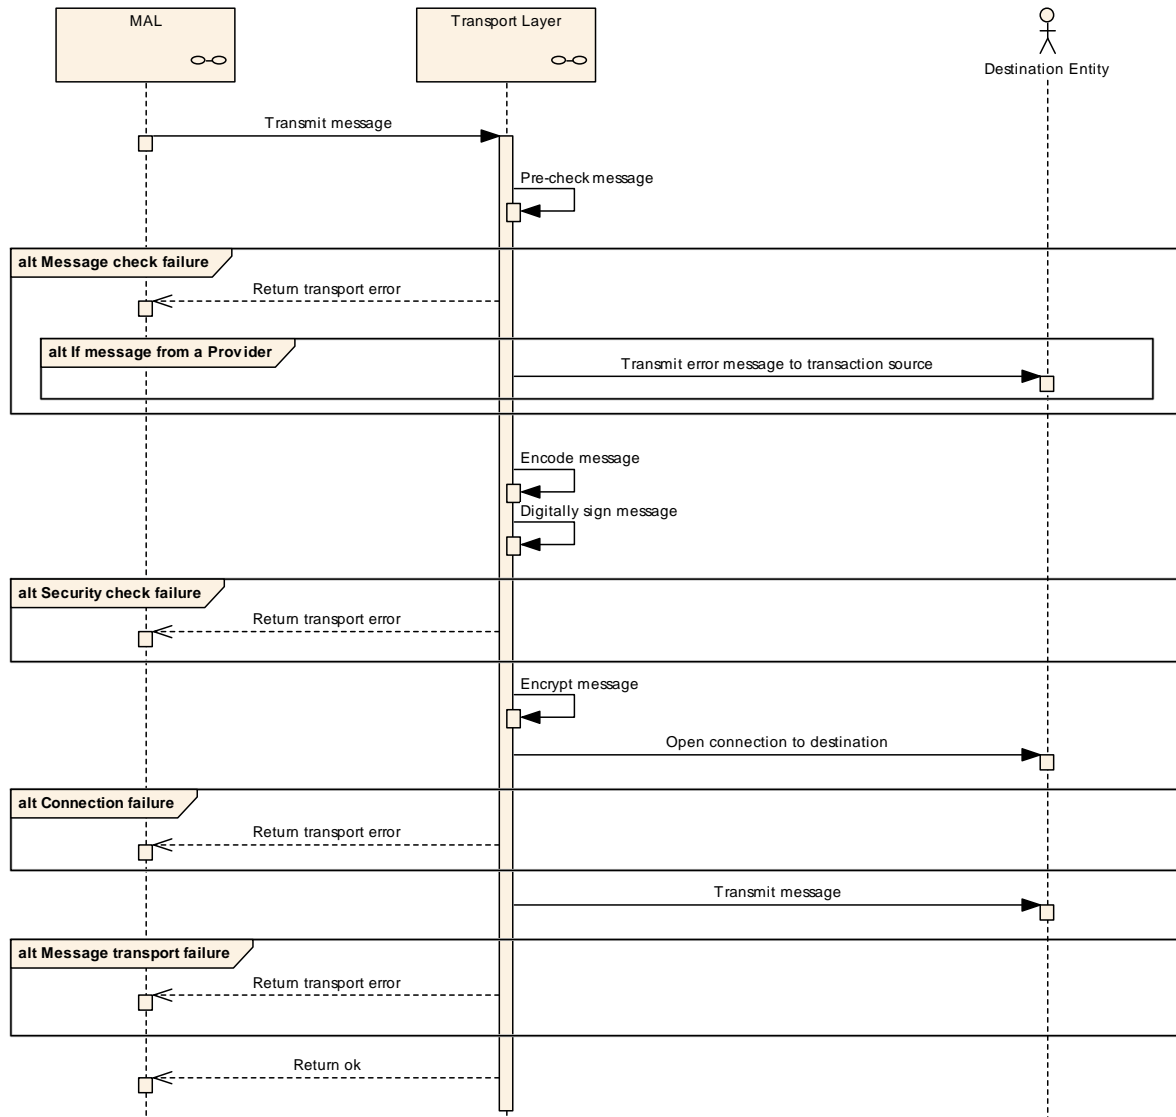 MAL
Transport Layer
Destination Entity
Transmit message
Pre-check message
alt Message check failure
Return transport error
alt If message from a Provider
Transmit error message to transaction source
Encode message
Digitally sign message
alt Security check failure
Return transport error
Encrypt message
Open connection to destination
alt Connection failure
Return transport error
Transmit message
alt Message transport failure
Return transport error
Return ok